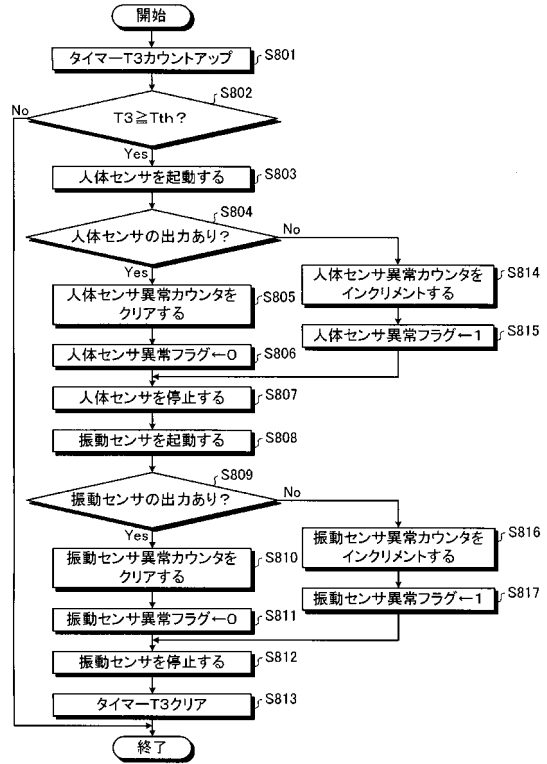 開始
タイマーT3カウントアップ
S801
S802
No
T3≧Tth?
Yes
人体センサを起動する
S803
S804
人体センサの出力あり?
No
Yes
人体センサ異常カウンタを
クリアする
S805
人体センサ異常カウンタを
インクリメントする
S814
人体センサ異常フラグ←0
S806
人体センサ異常フラグ←1
S815
人体センサを停止する
S807
振動センサを起動する
S808
S809
振動センサの出力あり?
No
Yes
振動センサ異常カウンタを
クリアする
S810
振動センサ異常カウンタを
インクリメントする
S816
振動センサ異常フラグ←0
S811
振動センサ異常フラグ←1
S817
振動センサを停止する
S812
タイマーT3クリア
S813
終了